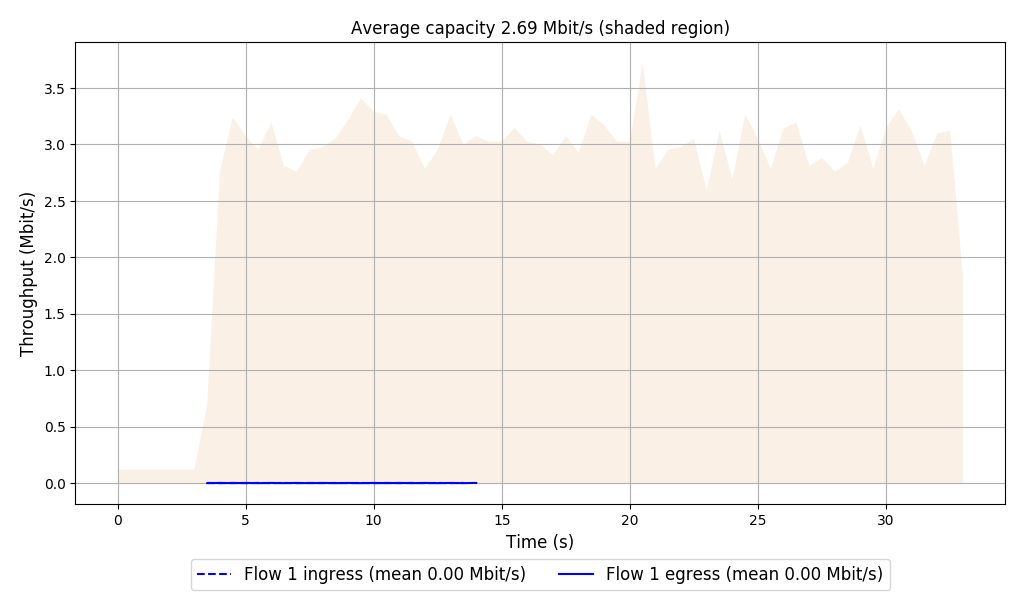 Average capacity 2.69 Mbit/s (shaded region)
Throughput (Mbit/s)
3.5
3.0
2.5
2.0
1.5
1.0
0.5
0.0
0 5 10 15 20 25 30
Time (s)
Flow 1 ingress (mean 0.00 Mbit/s) Flow 1 egress (mean 0.00 Mbit/s)